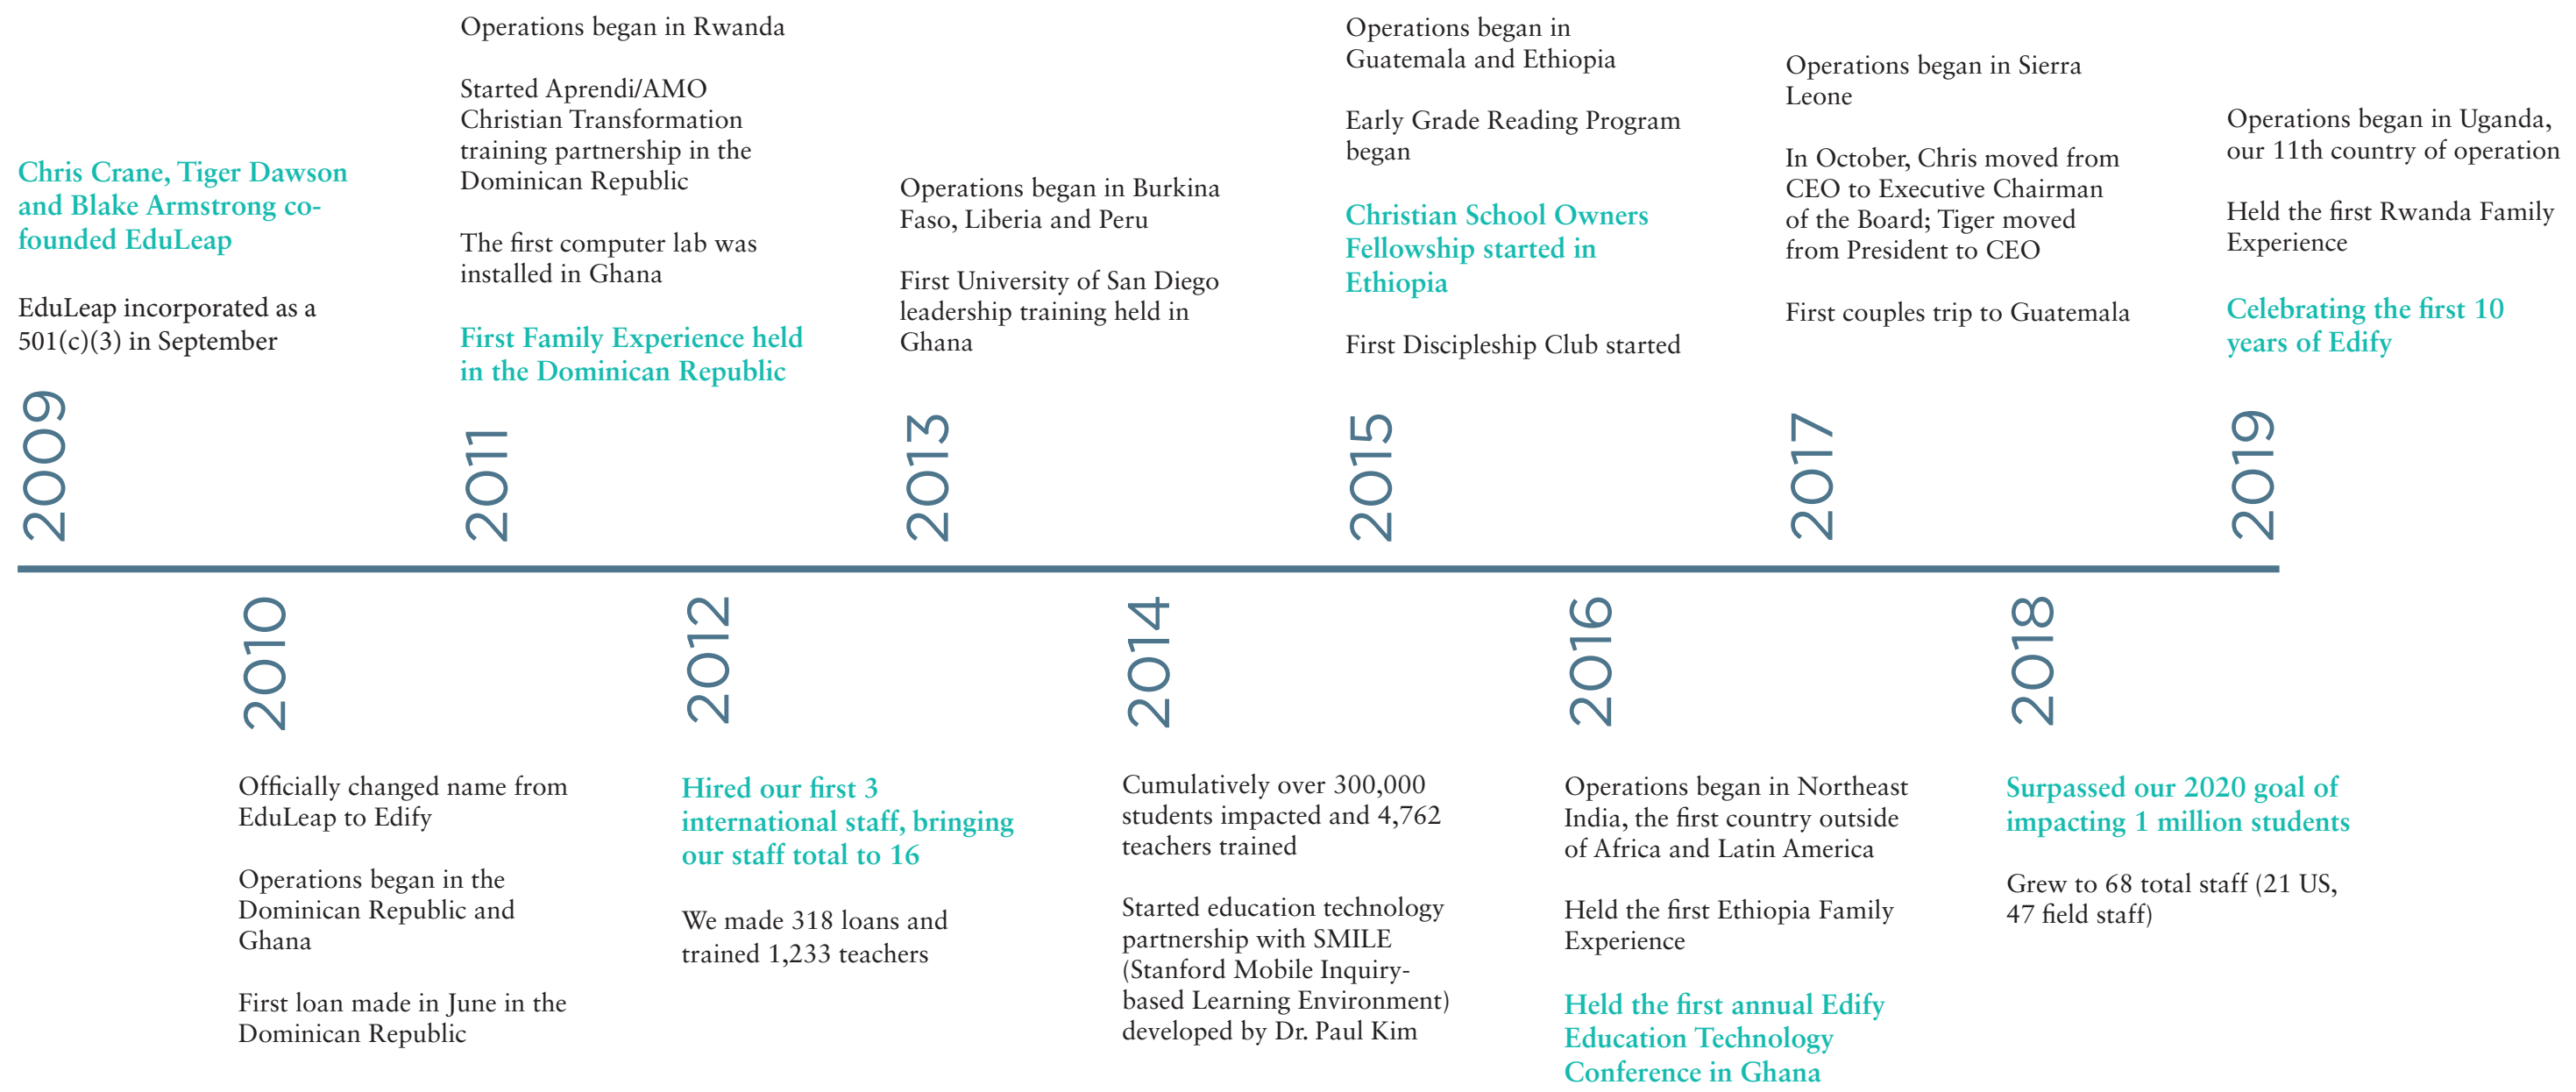 Chris Crane, Tiger Dawson
and Blake Armstrong co-
founded EduLeap
EduLeap incorporated as a
501(c)(3) in September
2009
Operations began in Rwanda
Started Aprendi/AMO
Christian Transformation
training partnership in the
Dominican Republic
The first computer lab was
installed in Ghana
First Family Experience held
in the Dominican Republic
2011
Operations began in Burkina
Faso, Liberia and Peru
First University of San Diego
leadership training held in
Ghana
2013
Operations began in
Guatemala and Ethiopia
Early Grade Reading Program
began
Christian School Owners
Fellowship started in
Ethiopia
First Discipleship Club started
2015
Operations began in Sierra
Leone
In October, Chris moved from
CEO to Executive Chairman
of the Board; Tiger moved
from President to CEO
First couples trip to Guatemala
2017
Operations began in Uganda,
our 11th country of operation
Held the first Rwanda Family
Experience
Celebrating the first 10
years of Edify
2019
2010
Officially changed name from
EduLeap to Edify
Operations began in the
Dominican Republic and
Ghana
First loan made in June in the
Dominican Republic
2012
Hired our first 3
international staff, bringing
our staff total to 16
We made 318 loans and
trained 1,233 teachers
2014
Cumulatively over 300,000
students impacted and 4,762
teachers trained
Started education technology
partnership with SMILE
(Stanford Mobile Inquiry-
based Learning Environment)
developed by Dr. Paul Kim
2016
Operations began in Northeast
India, the first country outside
of Africa and Latin America
Held the first Ethiopia Family
Experience
Held the first annual Edify
Education Technology
Conference in Ghana
2018
Surpassed our 2020 goal of
impacting 1 million students
Grew to 68 total staff (21 US,
47 field staff)